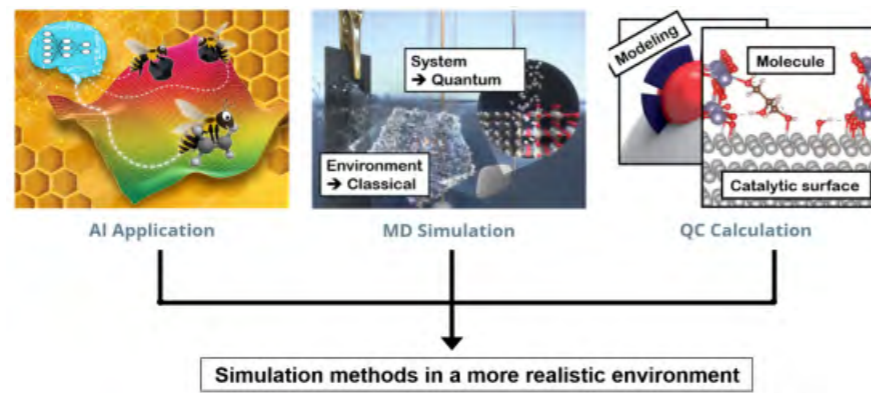 System
→ Quantum
Environment
→ Classical
Modeling
Molecule
Catalytic surface
AI Application
MD Simulation
QC Calculation
Simulation methods in a more realistic environment